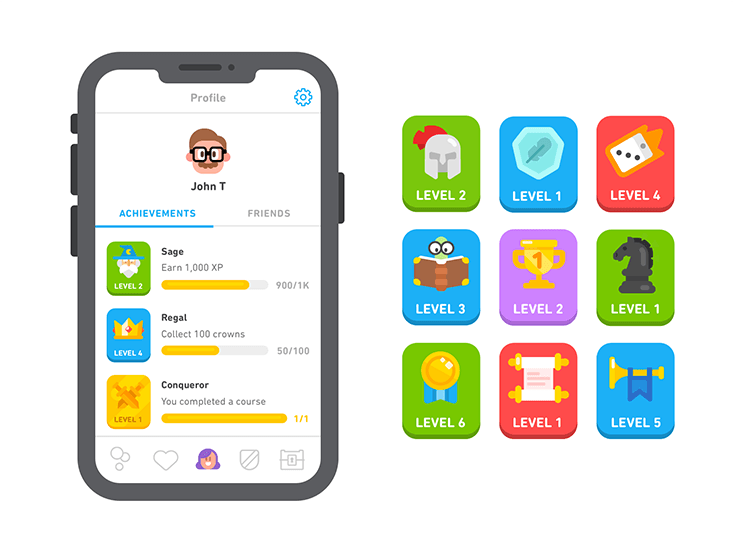 Profile
John T
ACHIEVEMENTS FRIENDS
Sage
Earn 1,000 XP
LEVEL 2
900/1K
Regal
Collect 100 crowns
LEVEL 4
50/100
Conqueror
You completed a course
LEVEL 1
1/1
LEVEL 2 LEVEL 1 LEVEL 4
LEVEL 3 LEVEL 2 LEVEL 1
1
LEVEL 6 LEVEL 1 LEVEL 5